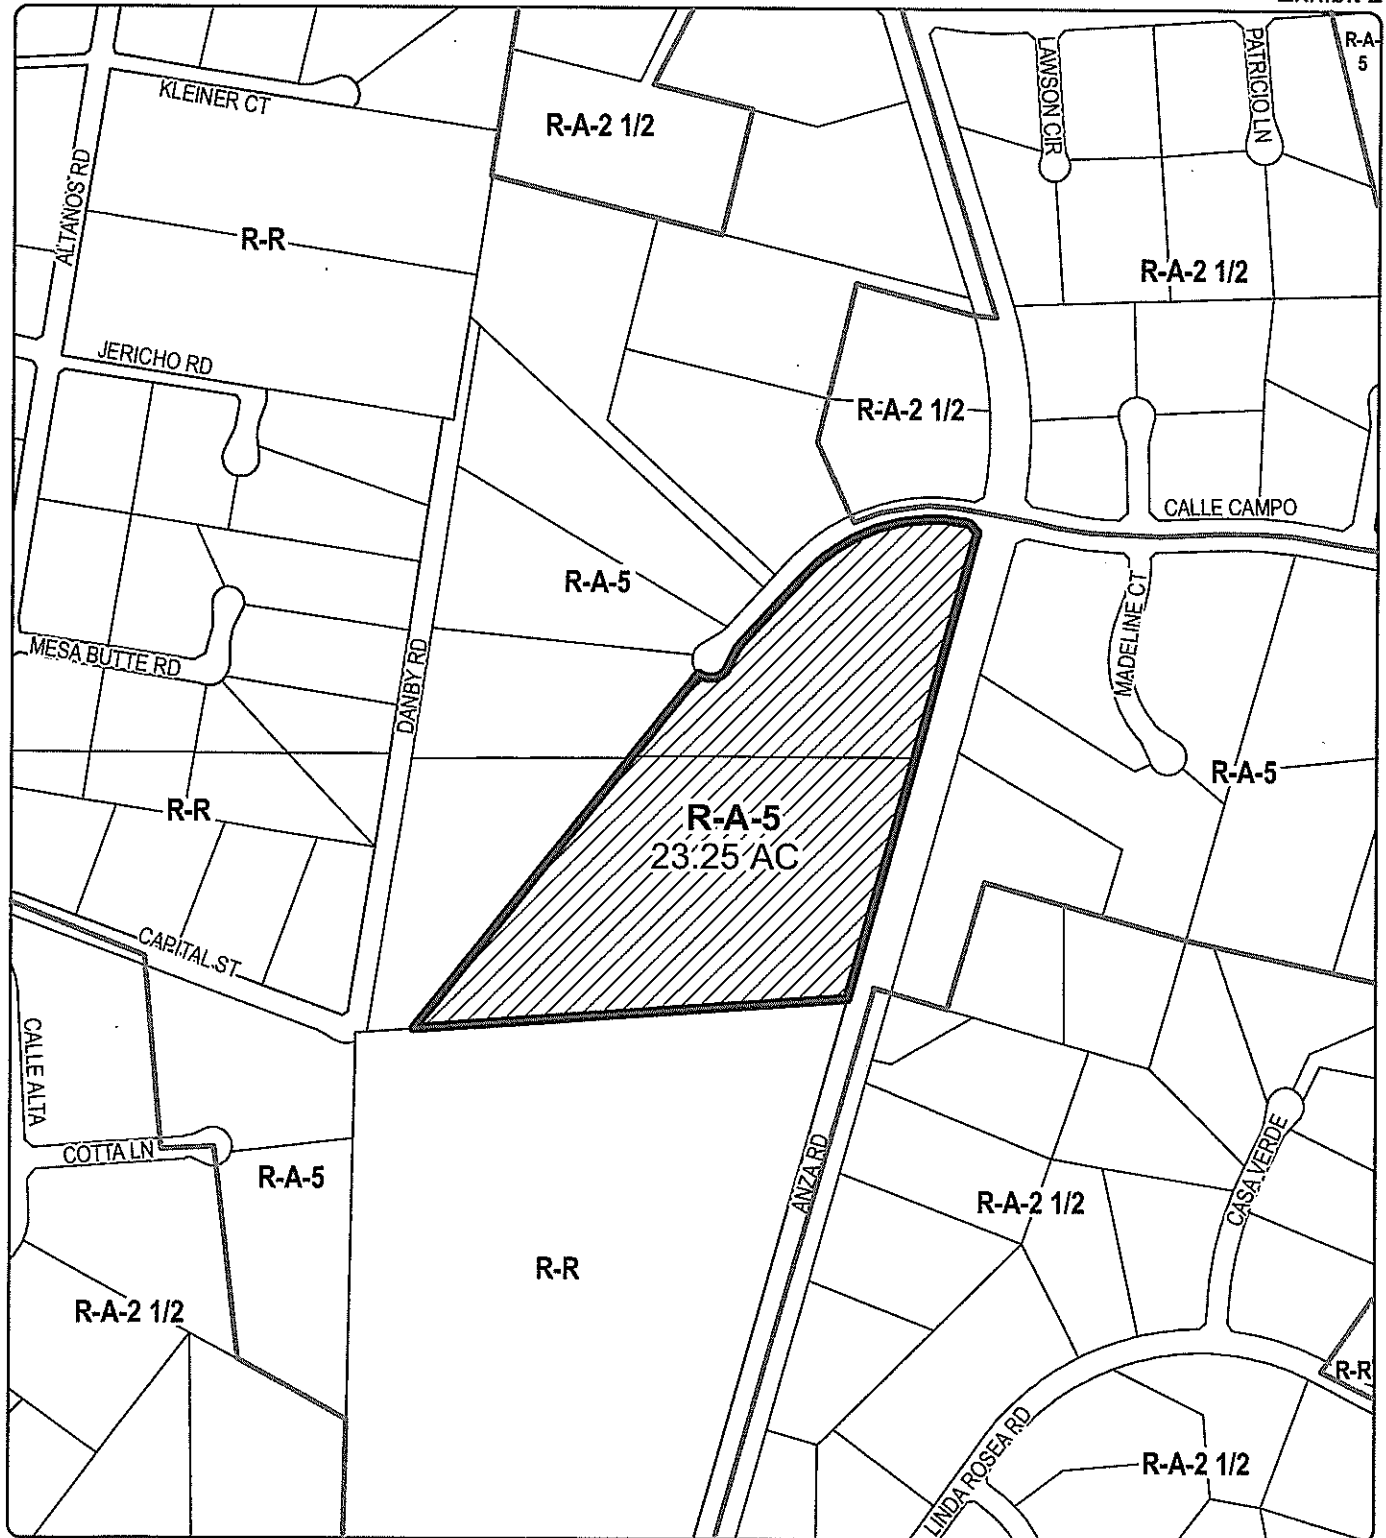 KLEINER CT
R-A-2 1/2
LAWSON CIR
PATRICIO LN
R-A-
5
ALTANOS RD
R-R
R-A-2 1/2
JERICHO RD
R-A-2 1/2
CALLE CAMPO
R-A-5
MADELINE CT
MESA BUTTE RD
DANBY RD
R-A-5
R-R
R-A-5
23.25 AC
CAPITAL ST
CALLE ALTA
COTTA LN
R-A-5
ANZA RD
R-A-2 1/2
CASA VERDE
R-R
R-A-2 1/2
R-R
LINDA ROSEA RD
R-A-2 1/2